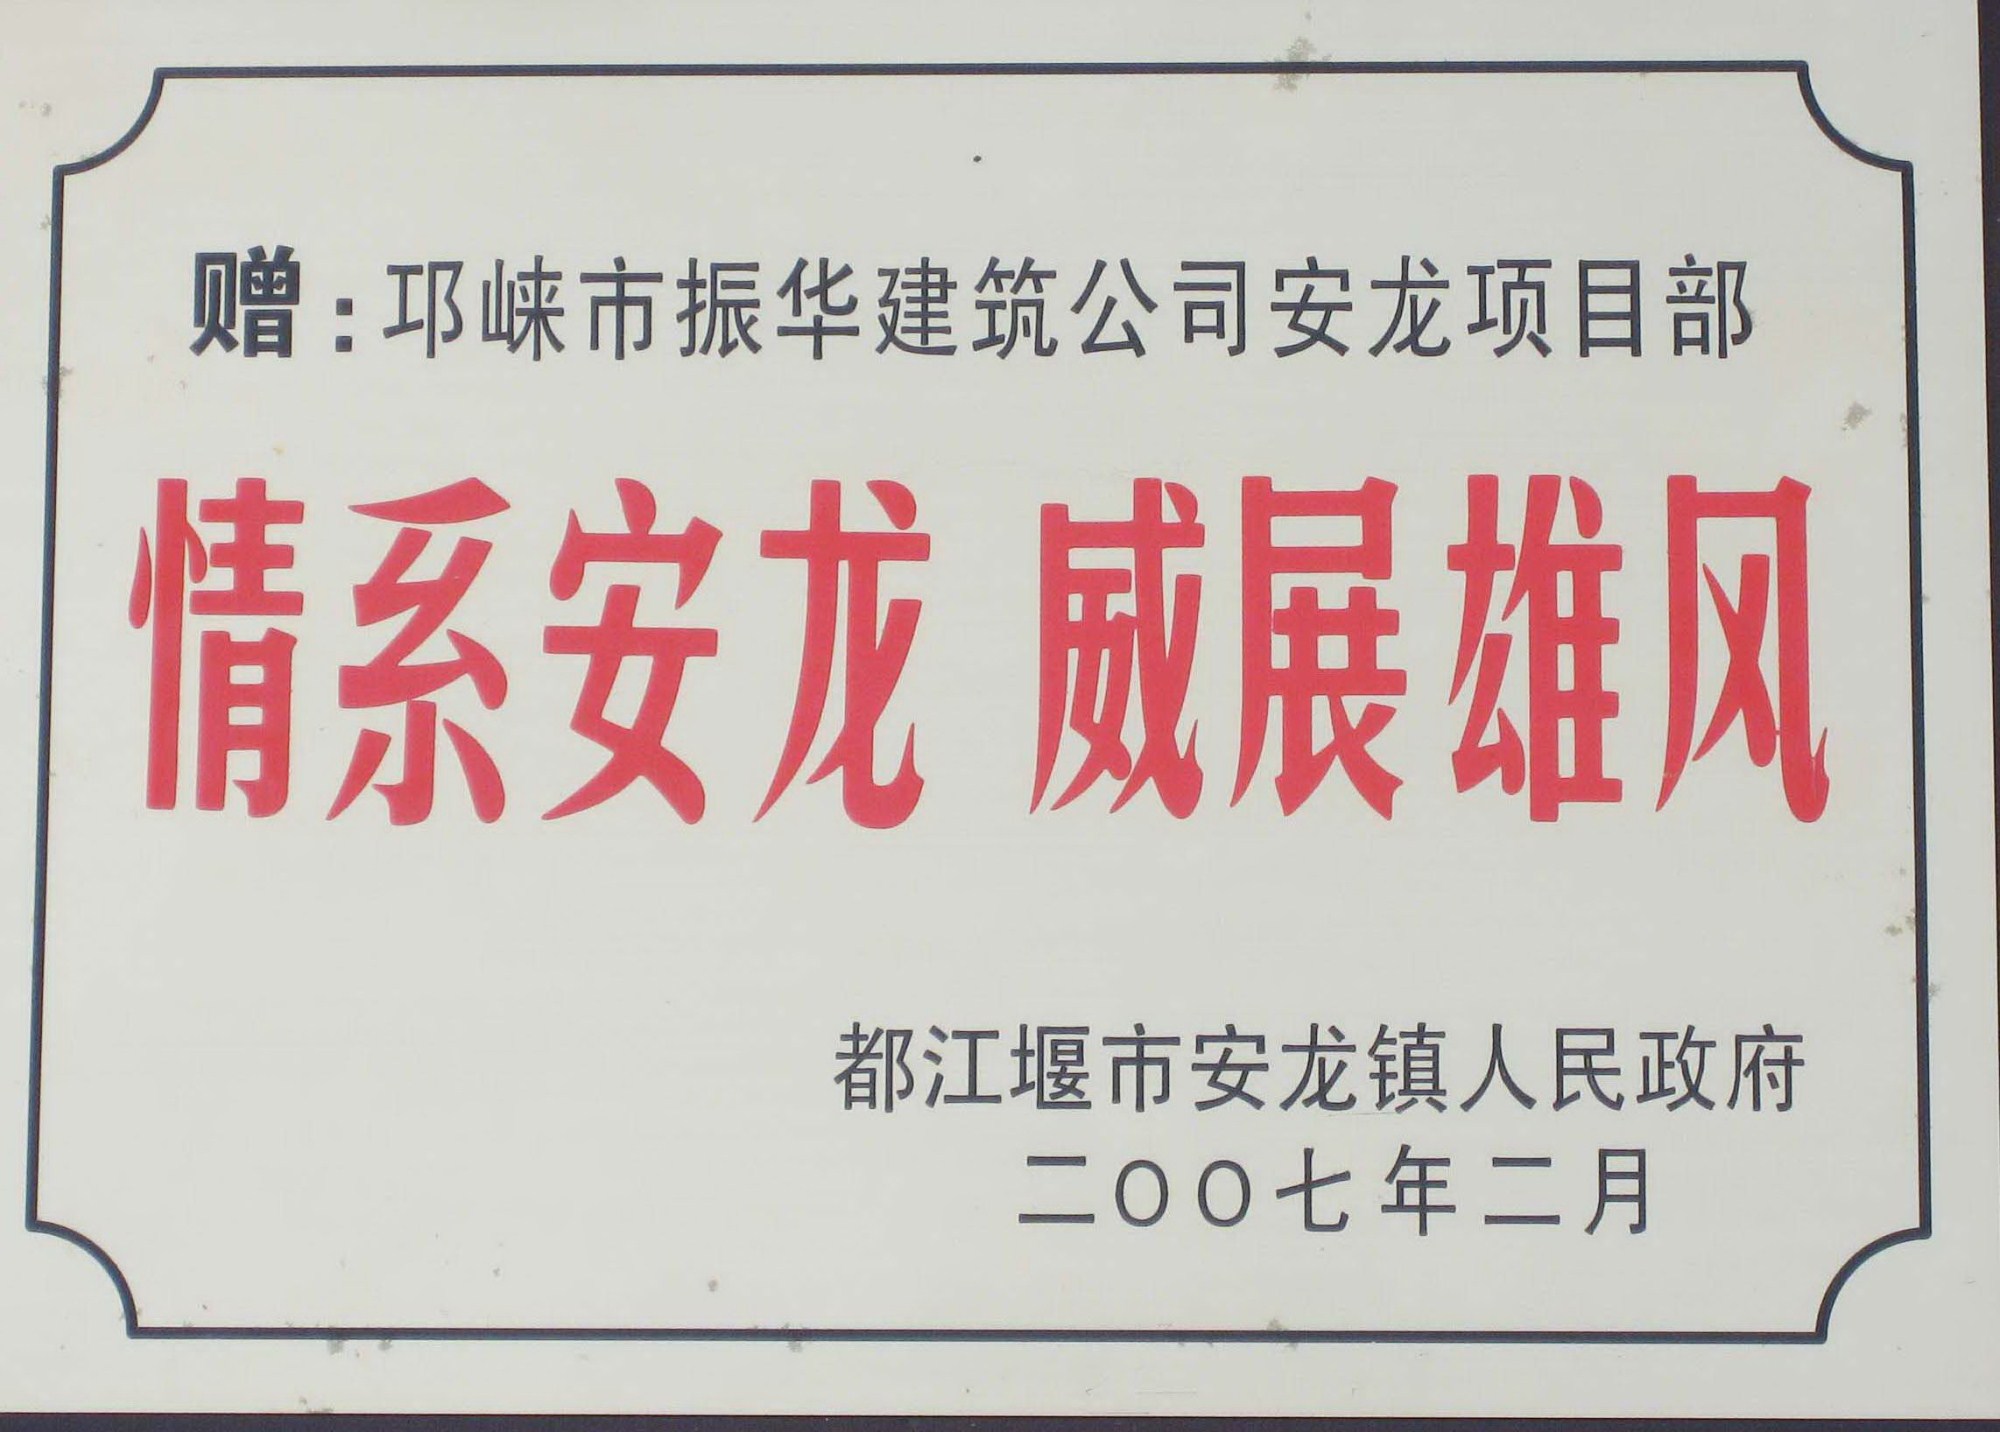 赠：邛崃市振华建筑公司安龙项目部
情系安龙 威展雄风
都江堰市安龙镇人民政府
二〇〇七年二月